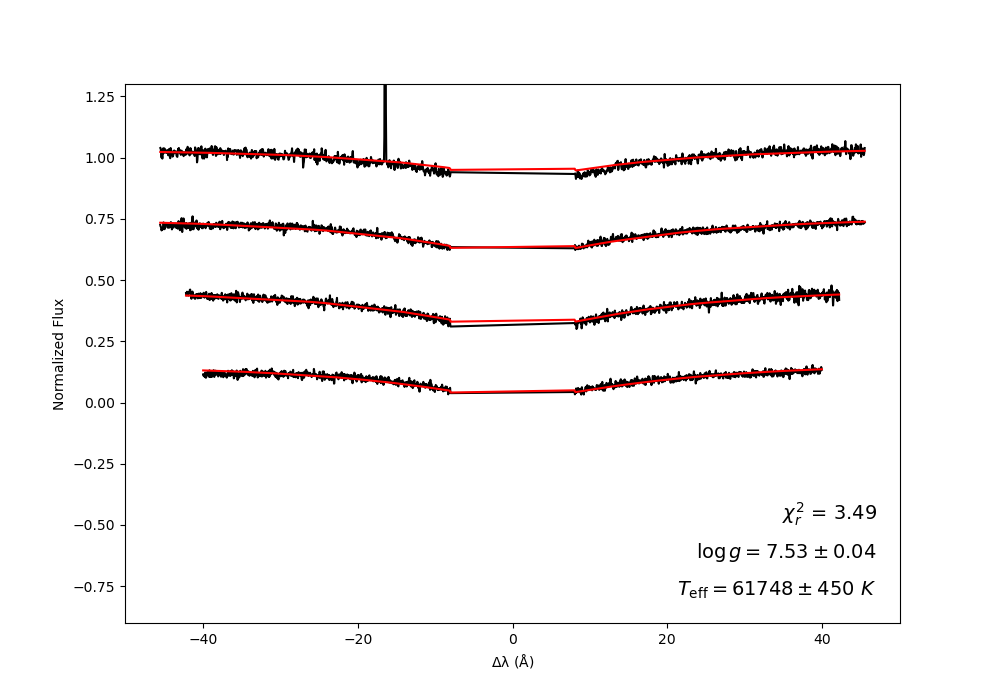 1.25
1.00
0.75
0.50
0.25
0.00
−0.25
−0.50
−0.75
Normalized Flux
χ²ᵣ = 3.49
log g = 7.53 ± 0.04
T_eff = 61748 ± 450 K
−40 −20 0 20 40
Δλ (Å)